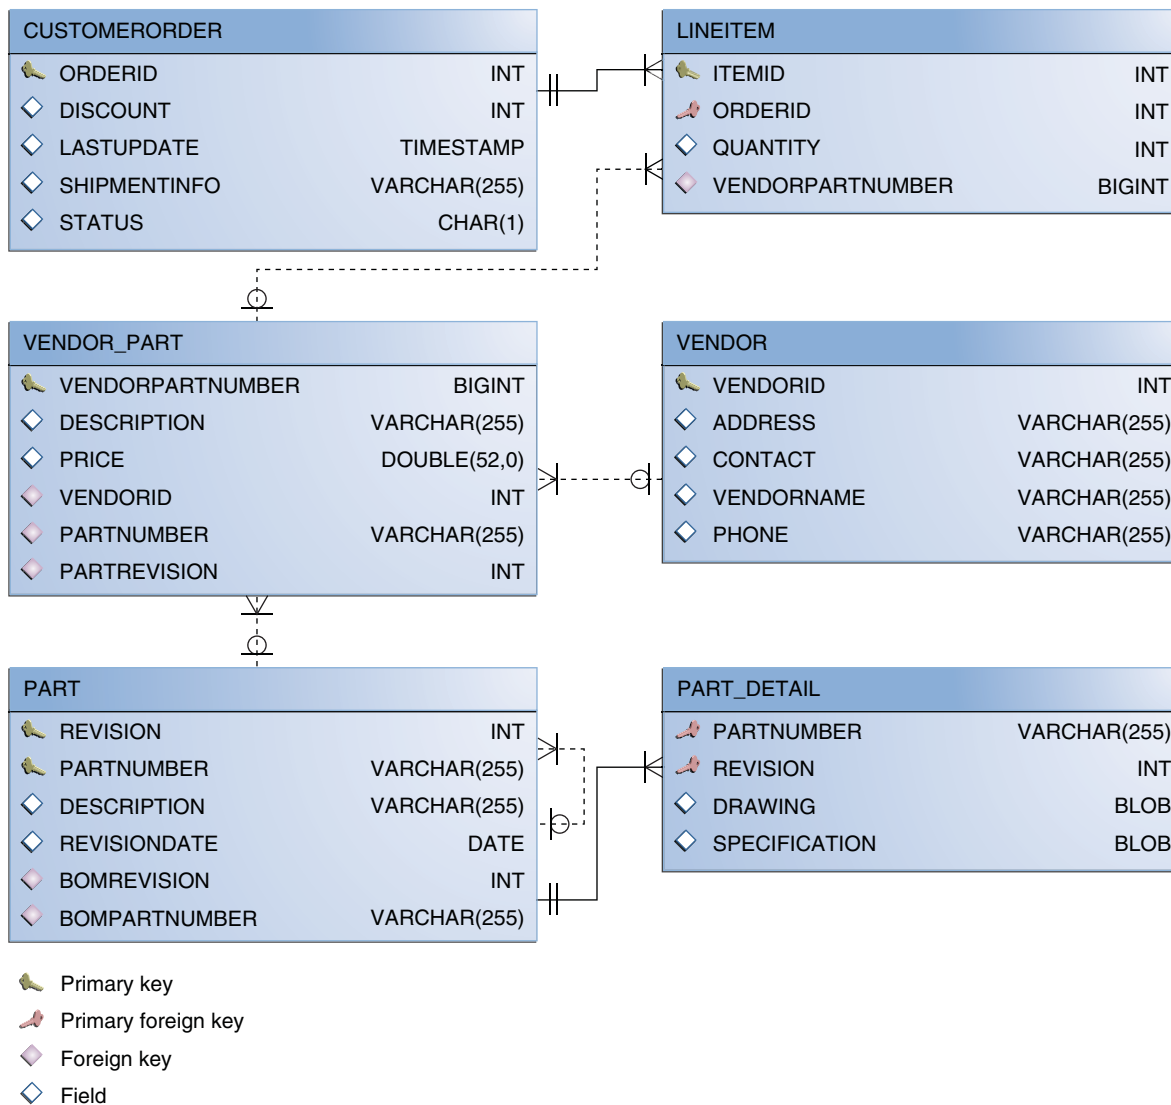 CUSTOMERORDER
ORDERID INT
DISCOUNT INT
LASTUPDATE TIMESTAMP
SHIPMENTINFO VARCHAR(255)
STATUS CHAR(1)
LINEITEM
ITEMID INT
ORDERID INT
QUANTITY INT
VENDORPARTNUMBER BIGINT
VENDOR_PART
VENDORPARTNUMBER BIGINT
DESCRIPTION VARCHAR(255)
PRICE DOUBLE(52,0)
VENDORID INT
PARTNUMBER VARCHAR(255)
PARTREVISION INT
VENDOR
VENDORID INT
ADDRESS VARCHAR(255)
CONTACT VARCHAR(255)
VENDORNAME VARCHAR(255)
PHONE VARCHAR(255)
PART
REVISION INT
PARTNUMBER VARCHAR(255)
DESCRIPTION VARCHAR(255)
REVISIONDATE DATE
BOMREVISION INT
BOMPARTNUMBER VARCHAR(255)
PART_DETAIL
PARTNUMBER VARCHAR(255)
REVISION INT
DRAWING BLOB
SPECIFICATION BLOB
Primary key
Primary foreign key
Foreign key
Field